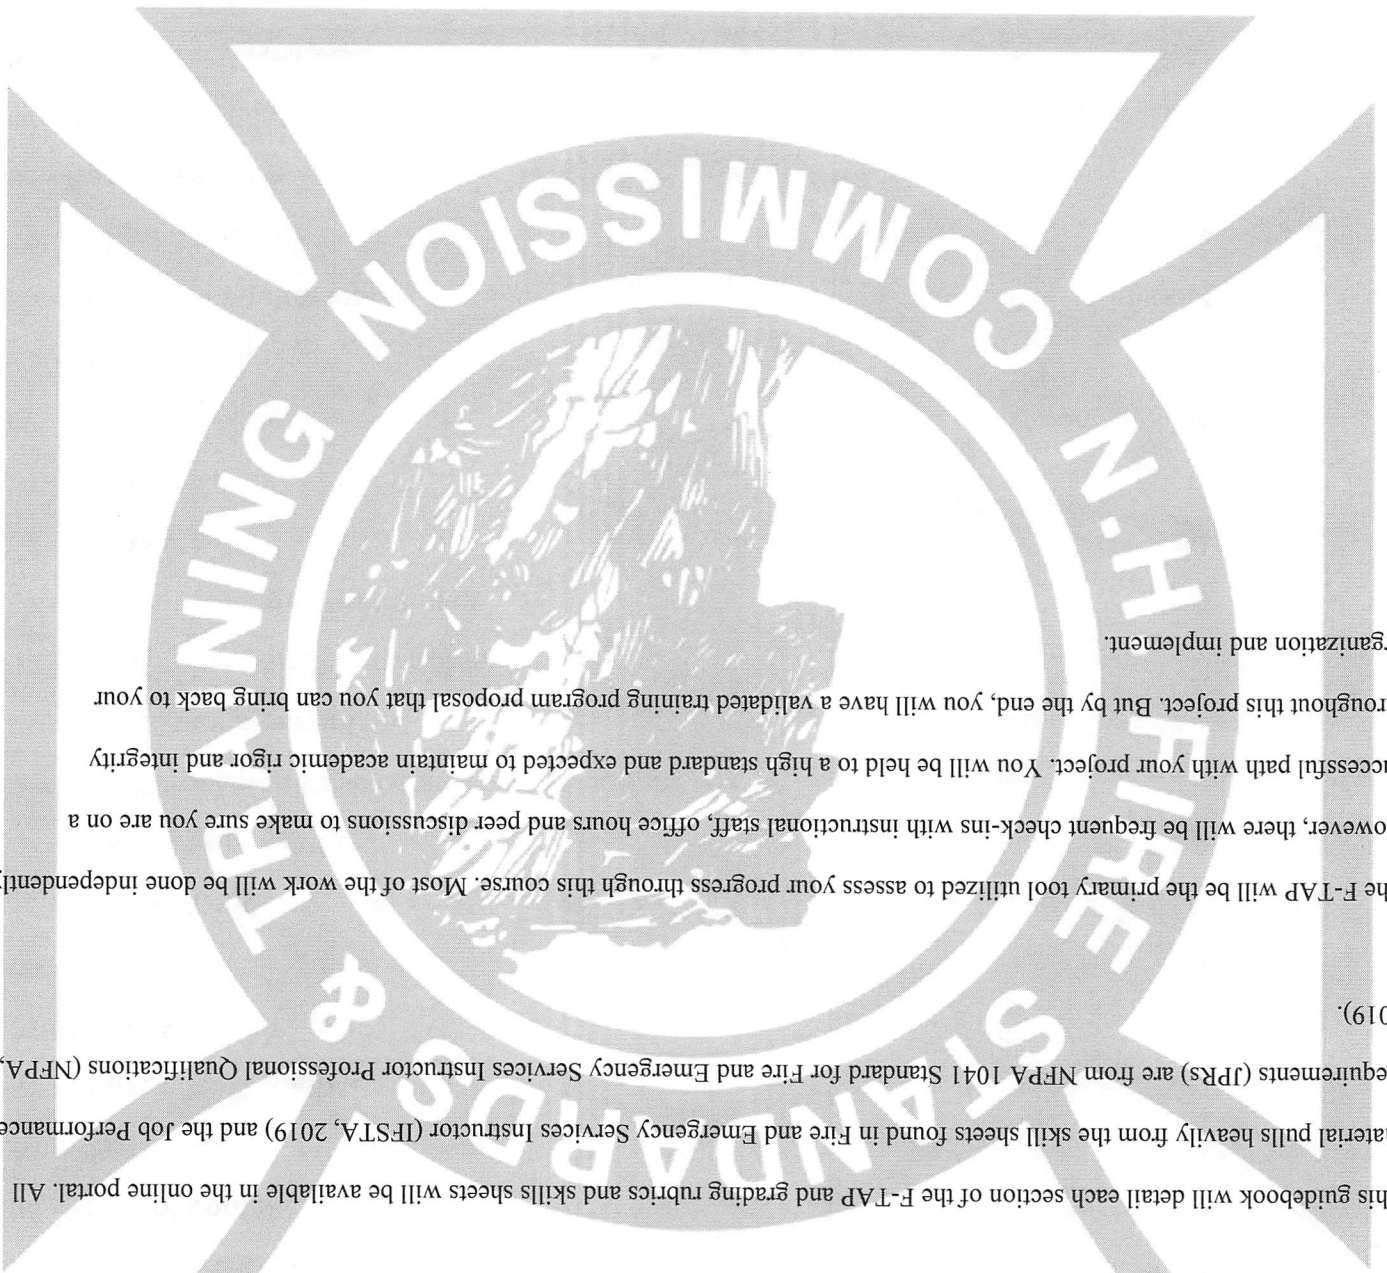 his guidebook will detail each section of the F-TAP and grading rubrics and skills sheets will be available in the online portal. All
aterial pulls heavily from the skill sheets found in Fire and Emergency Services Instructor (IFSTA, 2019) and the Job Performance
equirements (JPRs) are from NFPA 1041 Standard for Fire and Emergency Services Instructor Professional Qualifications (NFPA,
019).
he F-TAP will be the primary tool utilized to assess your progress through this course. Most of the work will be done independently
owever, there will be frequent check-ins with instructional staff, office hours and peer discussions to make sure you are on a
uccessful path with your project. You will be held to a high standard and expected to maintain academic rigor and integrity
roughout this project. But by the end, you will have a validated training program proposal that you can bring back to your
rganization and implement.
N.H. FIRE STANDARDS & TRAINING COMMISSION